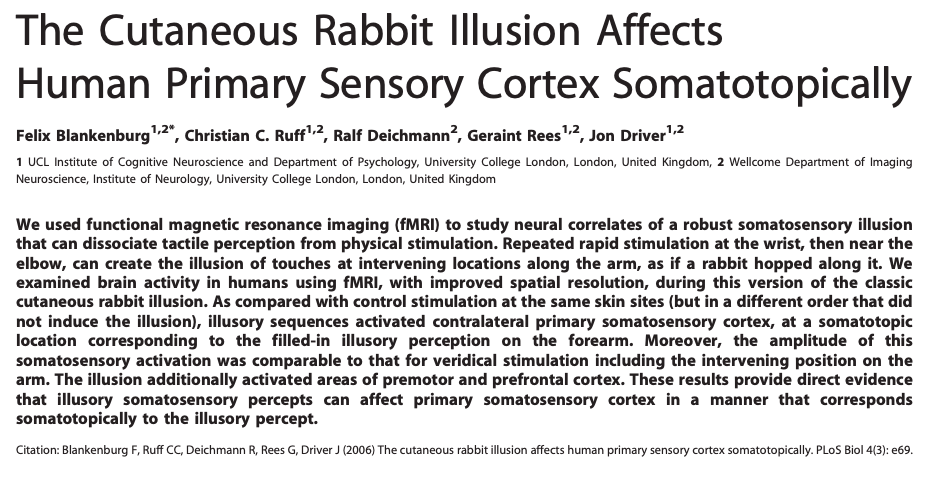 The Cutaneous Rabbit Illusion Affects
Human Primary Sensory Cortex Somatotopically
Felix Blankenburg1,2*, Christian C. Ruff1,2, Ralf Deichmann2, Geraint Rees1,2, Jon Driver1,2
1 UCL Institute of Cognitive Neuroscience and Department of Psychology, University College London, London, United Kingdom, 2 Wellcome Department of Imaging
Neuroscience, Institute of Neurology, University College London, London, United Kingdom
We used functional magnetic resonance imaging (fMRI) to study neural correlates of a robust somatosensory illusion
that can dissociate tactile perception from physical stimulation. Repeated rapid stimulation at the wrist, then near the
elbow, can create the illusion of touches at intervening locations along the arm, as if a rabbit hopped along it. We
examined brain activity in humans using fMRI, with improved spatial resolution, during this version of the classic
cutaneous rabbit illusion. As compared with control stimulation at the same skin sites (but in a different order that did
not induce the illusion), illusory sequences activated contralateral primary somatosensory cortex, at a somatotopic
location corresponding to the filled-in illusory perception on the forearm. Moreover, the amplitude of this
somatosensory activation was comparable to that for veridical stimulation including the intervening position on the
arm. The illusion additionally activated areas of premotor and prefrontal cortex. These results provide direct evidence
that illusory somatosensory percepts can affect primary somatosensory cortex in a manner that corresponds
somatotopically to the illusory percept.
Citation: Blankenburg F, Ruff CC, Deichmann R, Rees G, Driver J (2006) The cutaneous rabbit illusion affects human primary sensory cortex somatotopically. PLoS Biol 4(3): e69.